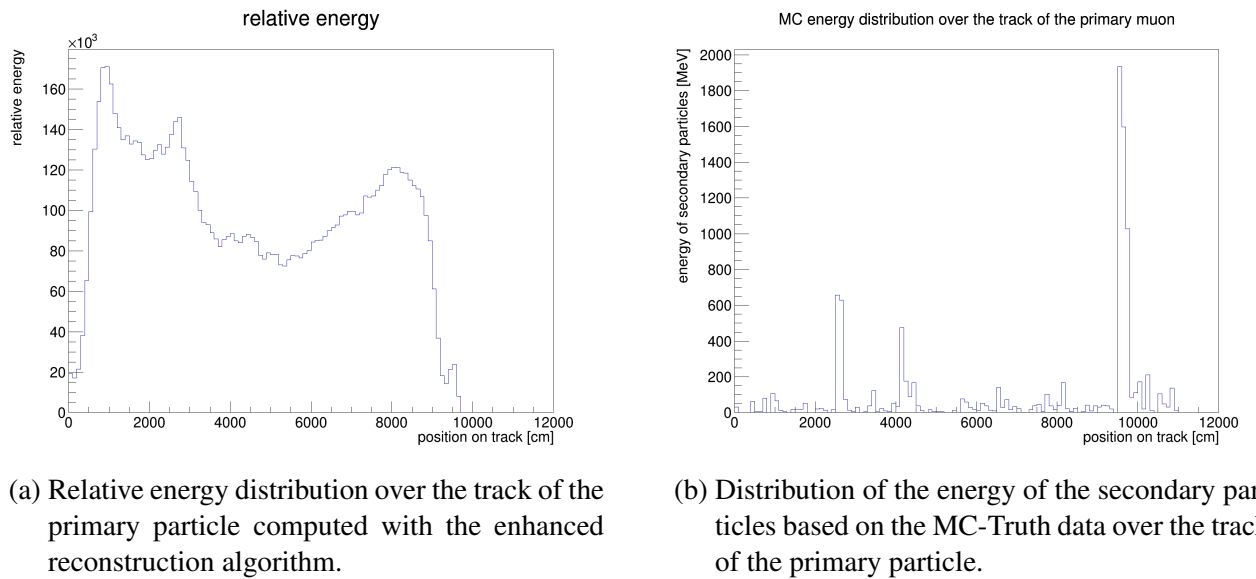 relative energy
×10³
relative energy
160
140
120
100
80
60
40
20
0
0 2000 4000 6000 8000 10000 12000
position on track [cm]
MC energy distribution over the track of the primary muon
energy of secondary particles [MeV]
2000
1800
1600
1400
1200
1000
800
600
400
200
0
0 2000 4000 6000 8000 10000 12000
position on track [cm]
(a) Relative energy distribution over the track of the
primary particle computed with the enhanced
reconstruction algorithm.
(b) Distribution of the energy of the secondary par
ticles based on the MC-Truth data over the trac
of the primary particle.